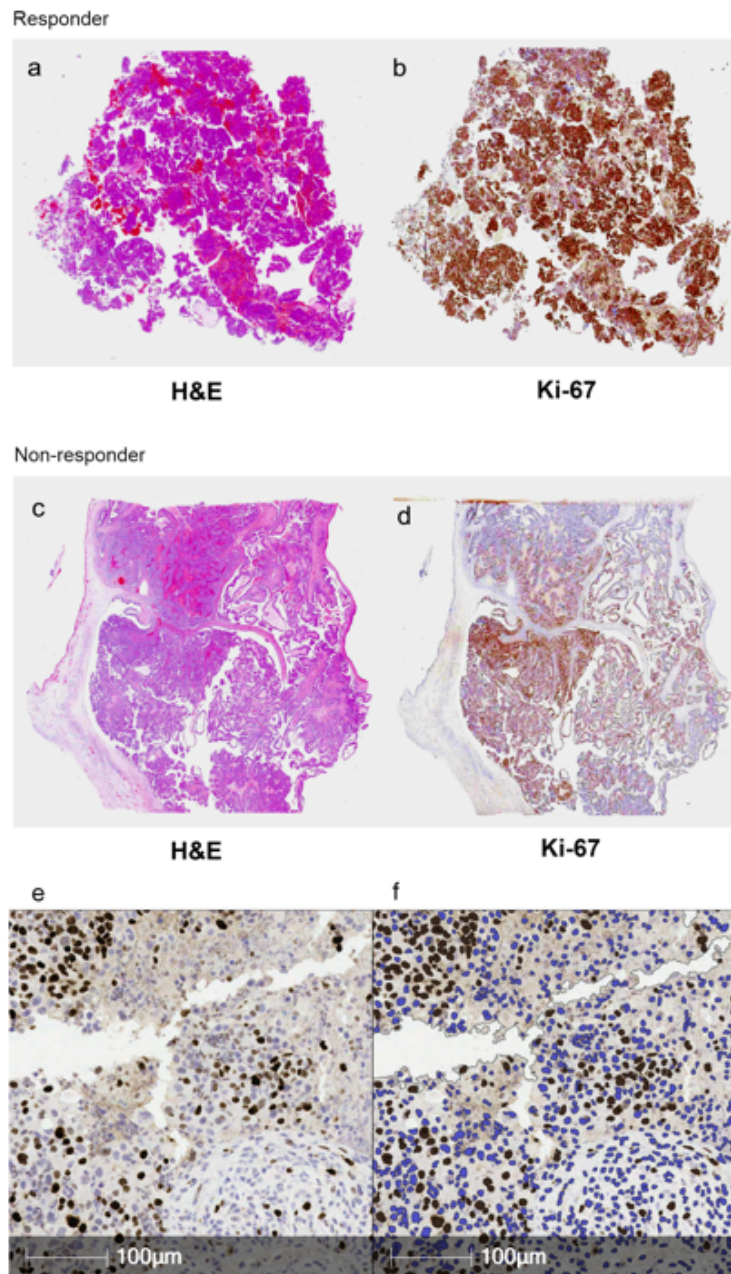 Responder
a b
H&E Ki-67
Non-responder
c d
H&E Ki-67
e f
100μm 100μm